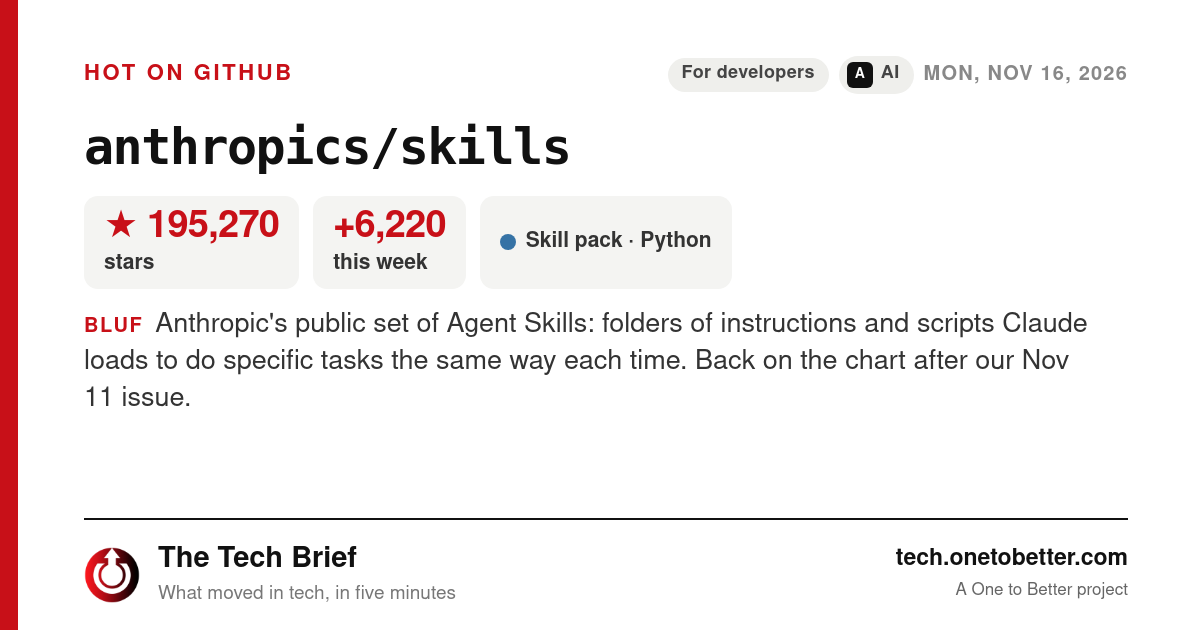 HOT ON GITHUB
For developers
A AI
MON, NOV 16, 2026
anthropics/skills
★ 195,270
stars
+6,220
this week
Skill pack · Python
BLUF Anthropic's public set of Agent Skills: folders of instructions and scripts Claude
loads to do specific tasks the same way each time. Back on the chart after our Nov
11 issue.
The Tech Brief
What moved in tech, in five minutes
tech.onetobetter.com
A One to Better project